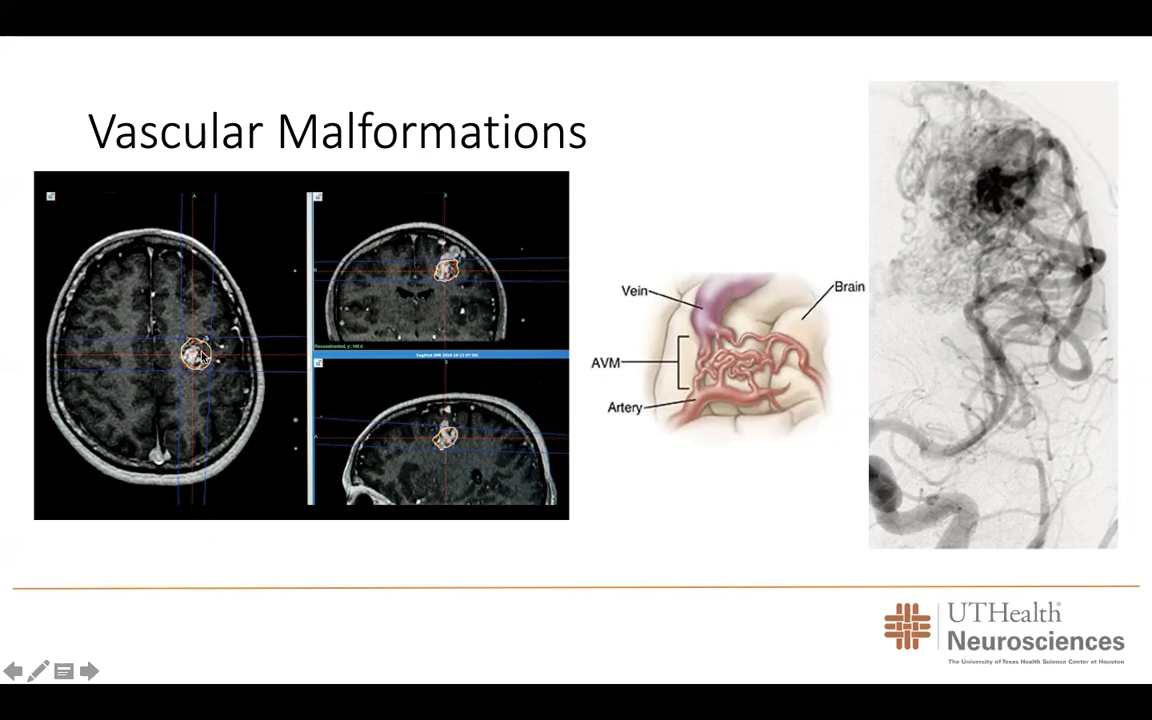 Vascular Malformations
A
S
R
Vein
Brain
AVM
Artery
UTHealth
Neurosciences
The University of Texas Health Science Center at Houston